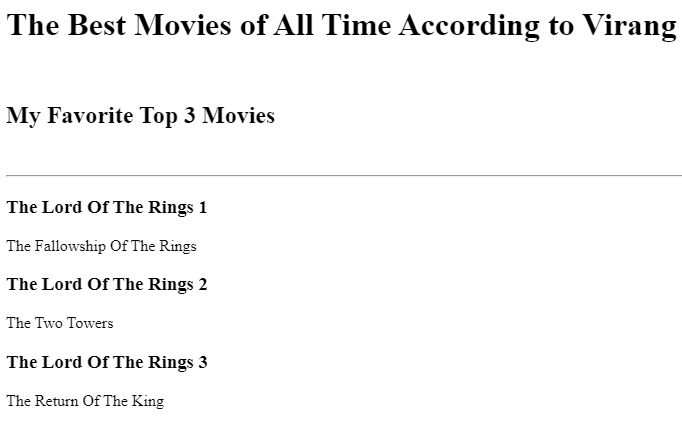 The Best Movies of All Time According to Virang
My Favorite Top 3 Movies
The Lord Of The Rings 1
The Fallowship Of The Rings
The Lord Of The Rings 2
The Two Towers
The Lord Of The Rings 3
The Return Of The King